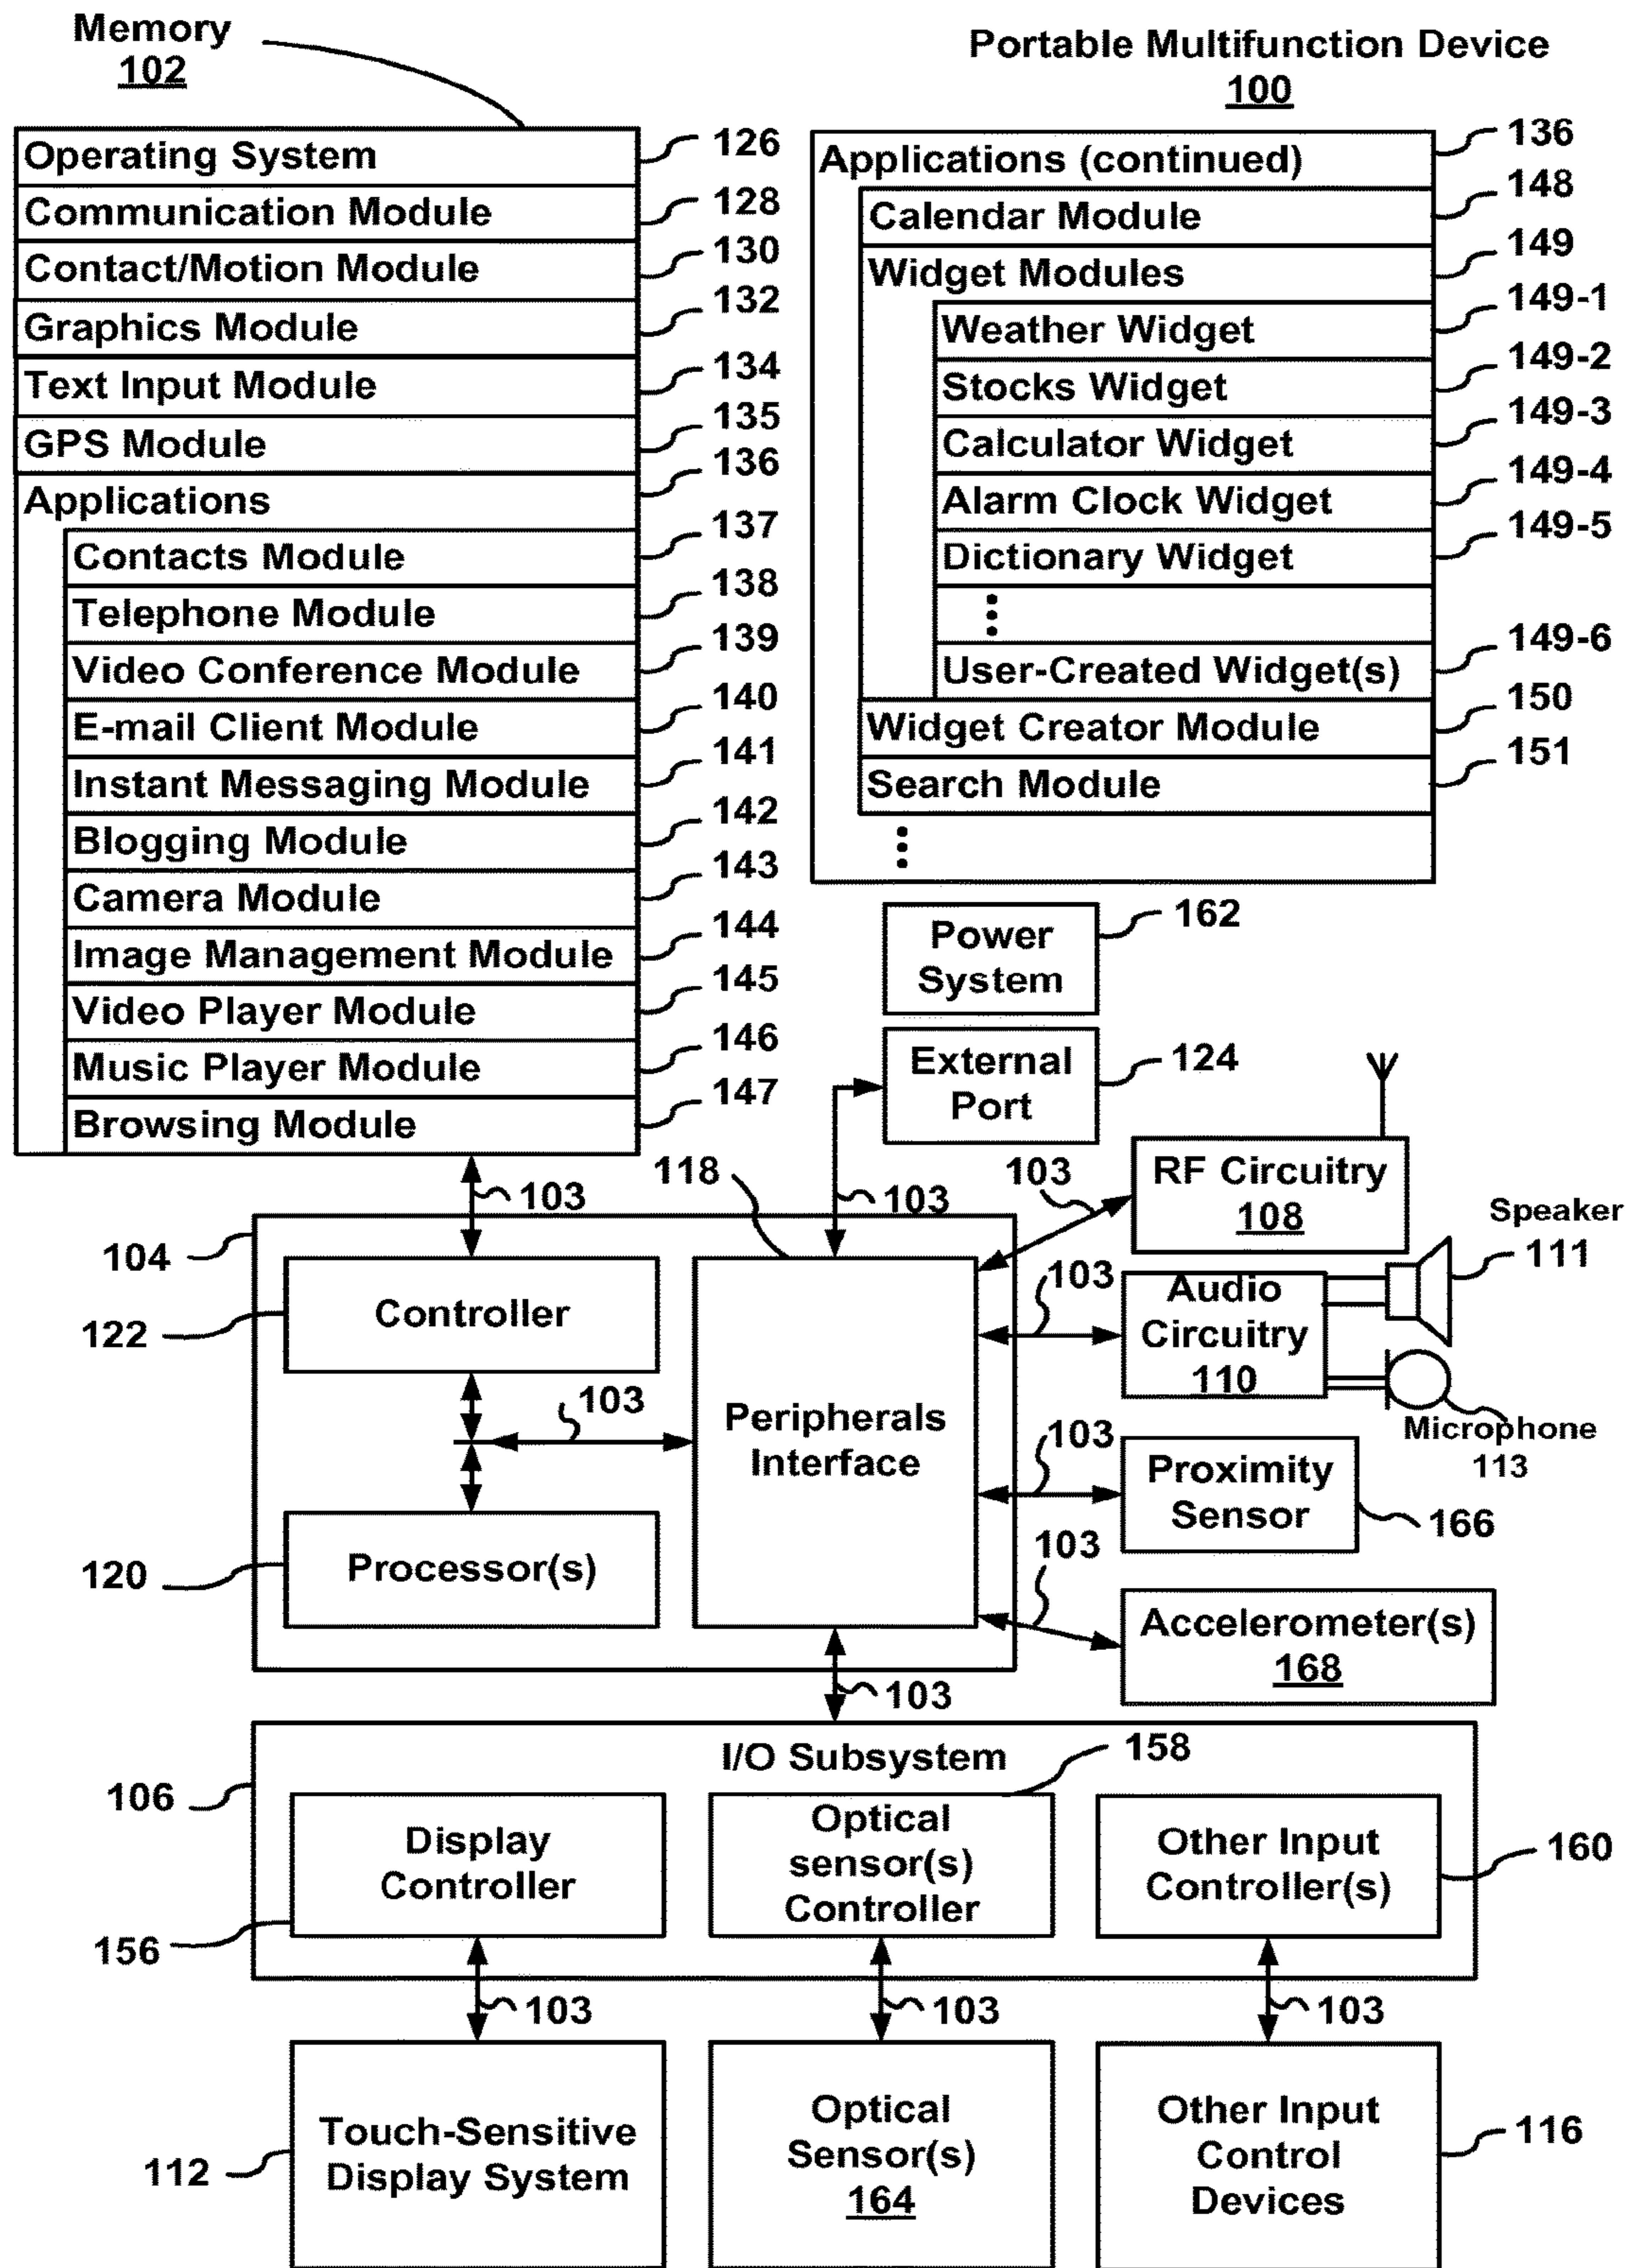 Memory
102
Portable Multifunction Device
100
Operating System
126
Communication Module
128
Contact/Motion Module
130
Graphics Module
132
Text Input Module
134
GPS Module
135
Applications
136
Contacts Module
137
Telephone Module
138
Video Conference Module
139
E-mail Client Module
140
Instant Messaging Module
141
Blogging Module
142
Camera Module
143
Image Management Module
144
Video Player Module
145
Music Player Module
146
Browsing Module
147
Applications (continued)
136
Calendar Module
148
Widget Modules
149
Weather Widget
149-1
Stocks Widget
149-2
Calculator Widget
149-3
Alarm Clock Widget
149-4
Dictionary Widget
149-5
User-Created Widget(s)
149-6
Widget Creator Module
150
Search Module
151
Power
System
162
External
Port
124
103
118
103
103
RF Circuitry
108
Speaker
111
104
Controller
122
103
Peripherals
Interface
103
Audio
Circuitry
110
Microphone
113
103
Proximity
Sensor
166
Processor(s)
120
103
Accelerometer(s)
168
103
I/O Subsystem
106
158
Display
Controller
156
Optical
sensor(s)
Controller
Other Input
Controller(s)
160
103
103
103
Touch-Sensitive
Display System
112
Optical
Sensor(s)
164
Other Input
Control
Devices
116